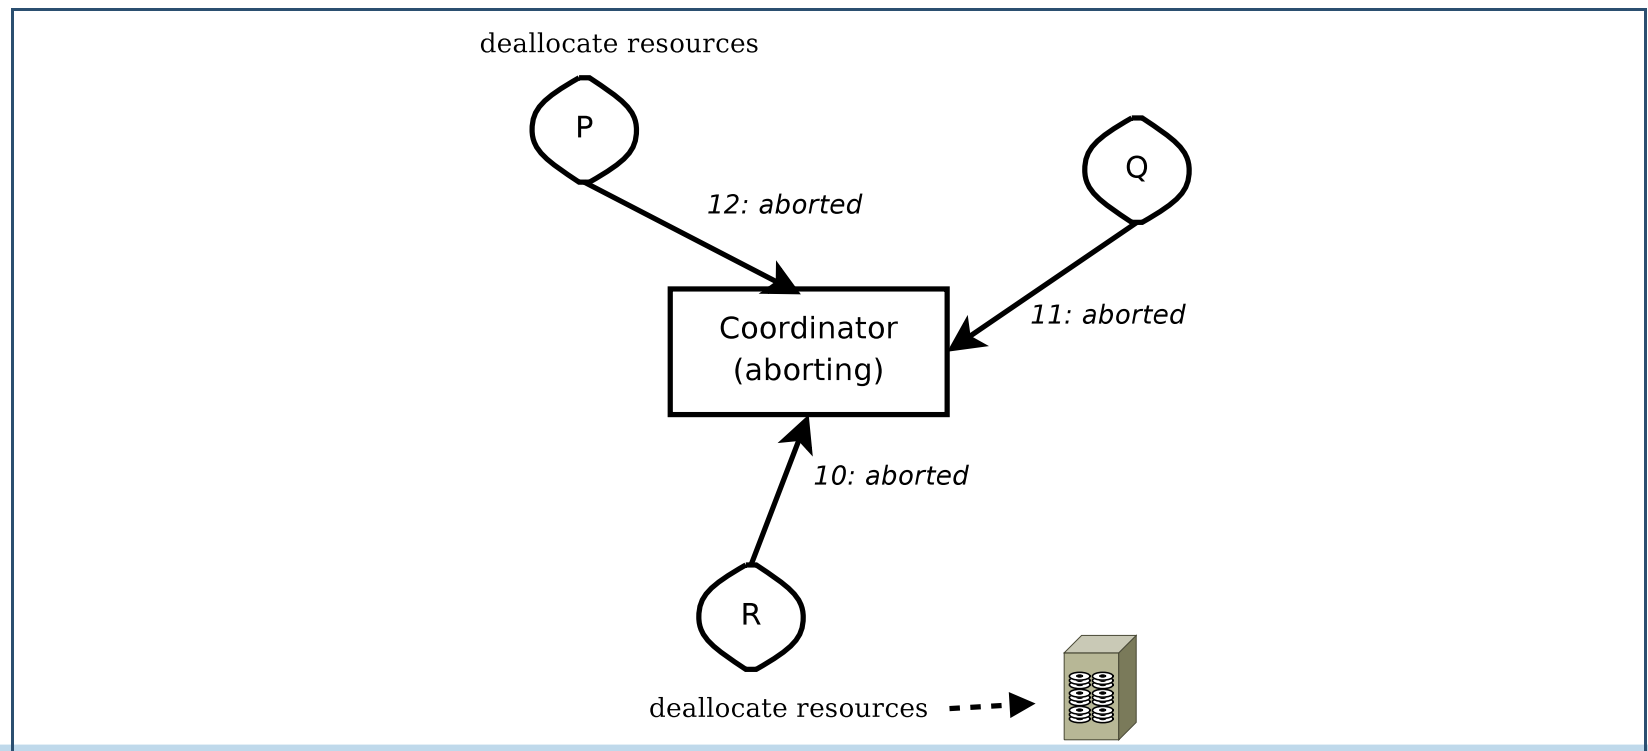 deallocate resources
P
Q
12: aborted
11: aborted
Coordinator
(aborting)
10: aborted
R
deallocate resources